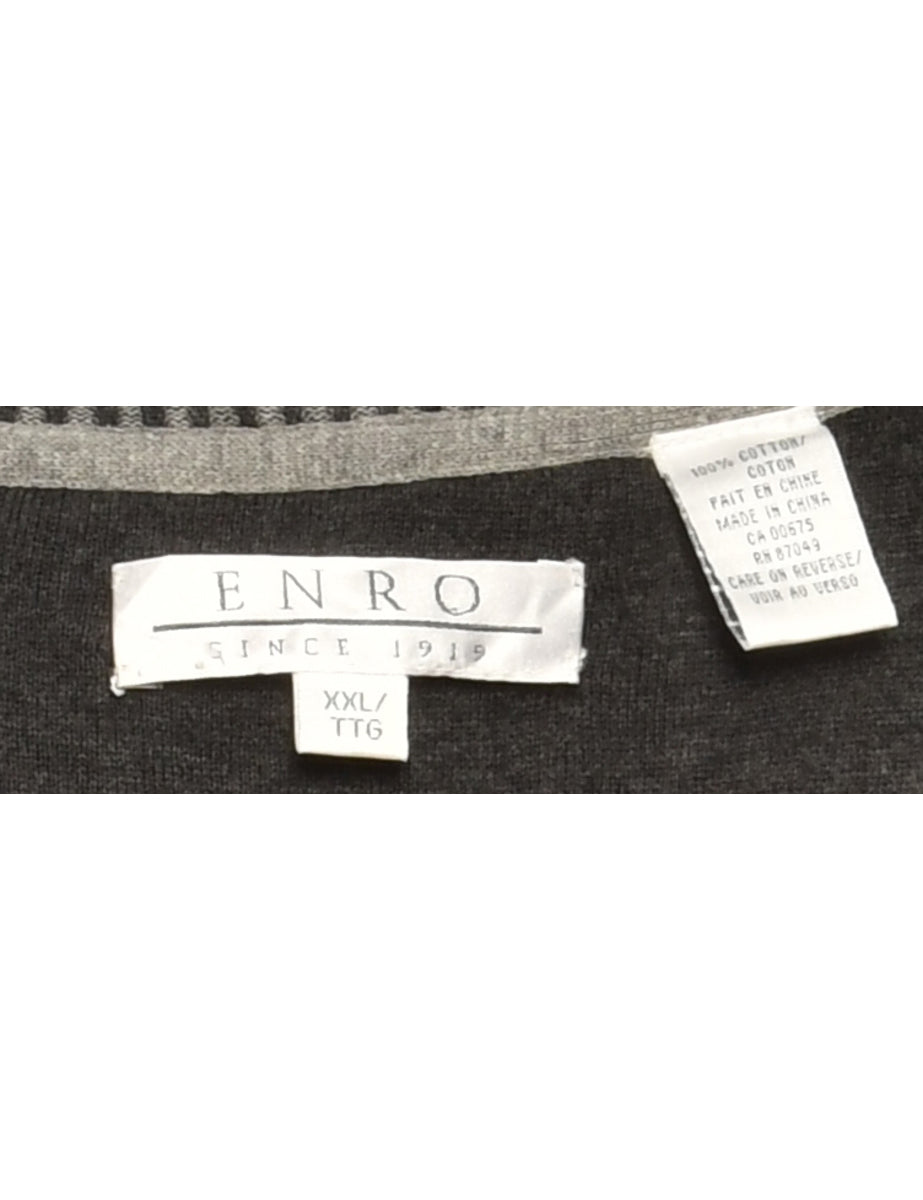 ENRO
SINCE 1919
XXL/
TTG
100% COTTON/
COTON
FAIT EN CHINE
MADE IN CHINA
CA 00675
RN 87049
CARE ON REVERSE/
VOIR AU VERSO